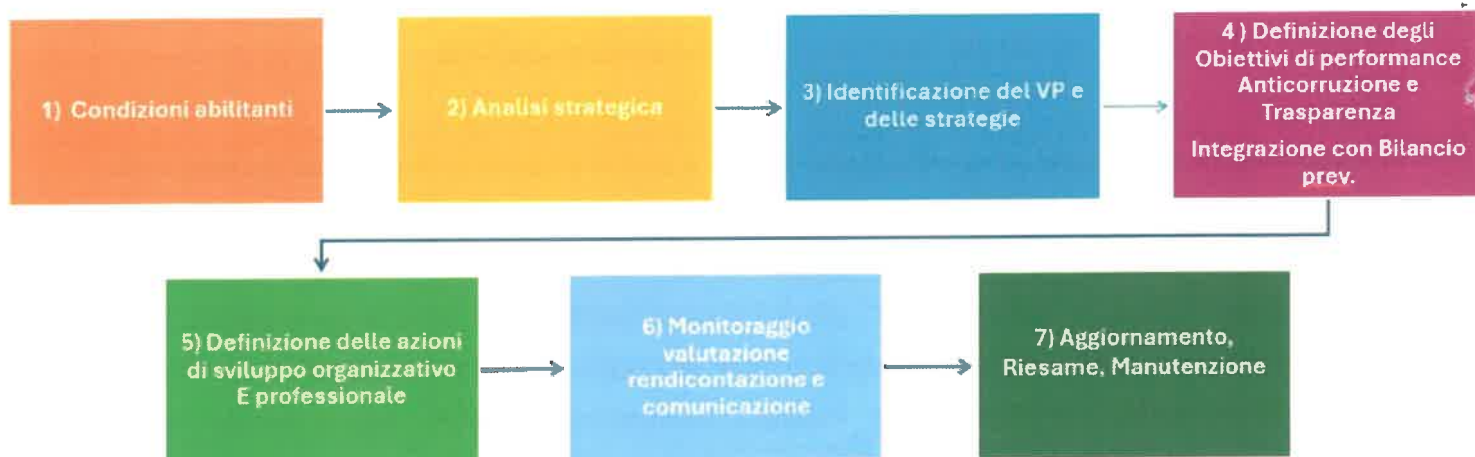 1) Condizioni abilitanti
2) Analisi strategica
3) Identificazione del VP e
delle strategie
4 ) Definizione degli
Obiettivi di performance
Anticorruzione e
Trasparenza
Integrazione con Bilancio
prev.
5) Definizione delle azioni
di sviluppo organizzativo
E professionale
6) Monitoraggio
valutazione
rendicontazione e
comunicazione
7) Aggiornamento,
Riesame, Manutenzione